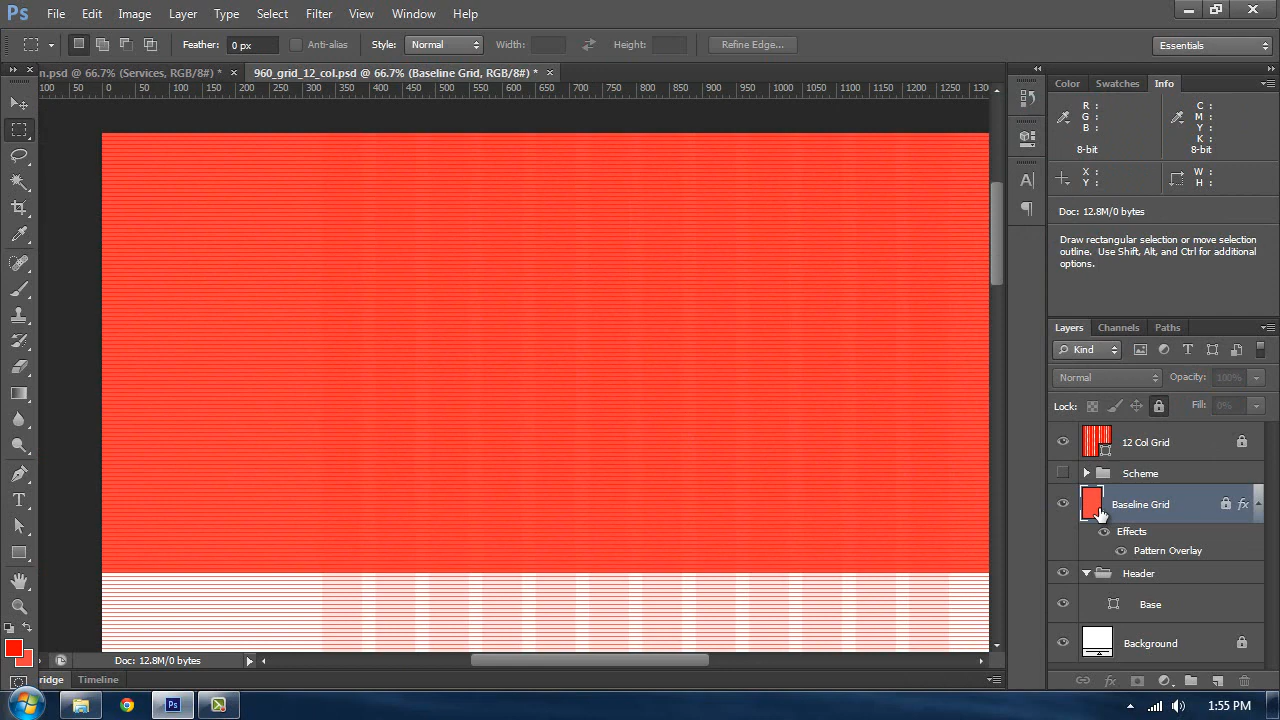 Ps File Edit Image Layer Type Select Filter View Window Help
Feather: 0 px Anti-alias Style: Normal Width: Height: Refine Edge... Essentials
n.psd @ 66.7% (Services, RGB/8#) * × 960_grid_12_col.psd @ 66.7% (Baseline Grid, RGB/8#) * ×
100 50 0 50 100 150 200 250 300 350 400 450 500 550 600 650 700 750 800 850 900 950 1000 1050 1100 1150 1200 1250 1300
Color Swatches Info
R : C :
G : M :
B : Y :
K :
8-bit 8-bit
X : W :
Y : H :
Doc: 12.8M/0 bytes
Draw rectangular selection or move selection
outline. Use Shift, Alt, and Ctrl for additional
options.
Layers Channels Paths
Kind
Normal Opacity: 100%
Lock: Fill: 0%
12 Col Grid
Scheme
Baseline Grid fx
Effects
Pattern Overlay
Header
Base
Background
66.7% Doc: 12.8M/0 bytes
ridge Timeline
fx
Ps 1:55 PM